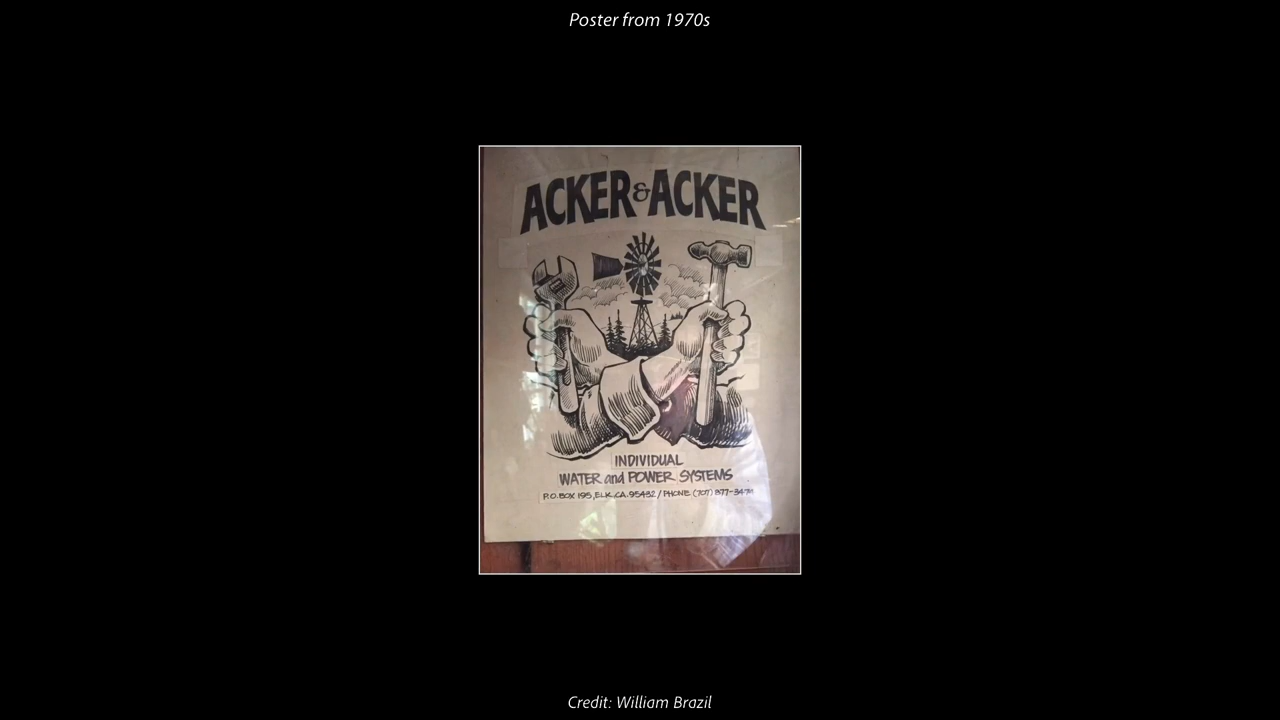 Poster from 1970s
ACKER & ACKER
INDIVIDUAL
WATER and POWER SYSTEMS
P.O. BOX 195, ELK, CA. 95432 / PHONE (707) 877-
Credit: William Brazil